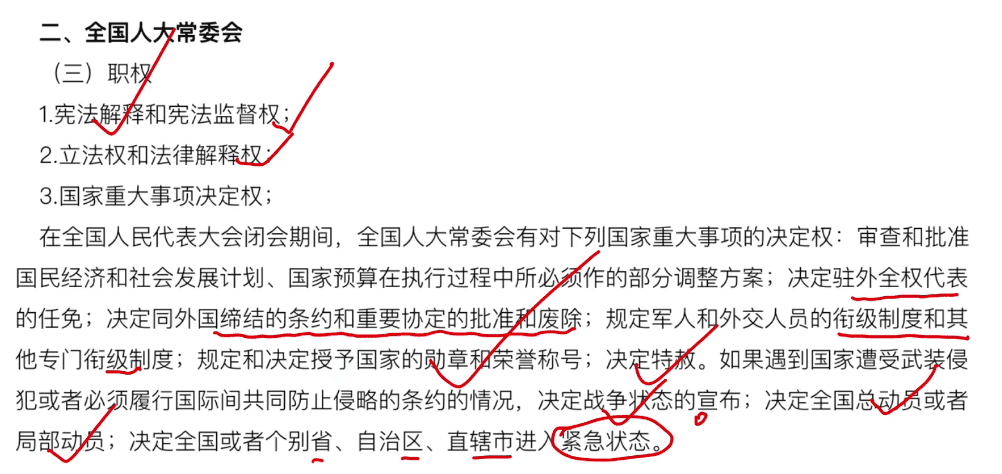 二、全国人大常委会
（三）职权
1.宪法解释和宪法监督权；
2.立法权和法律解释权；
3.国家重大事项决定权；
在全国人民代表大会闭会期间，全国人大常委会有对下列国家重大事项的决定权：审查和批准
国民经济和社会发展计划、国家预算在执行过程中所必须作的部分调整方案；决定驻外全权代表
的任免；决定同外国缔结的条约和重要协定的批准和废除；规定军人和外交人员的衔级制度和其
他专门衔级制度；规定和决定授予国家的勋章和荣誉称号；决定特赦。如果遇到国家遭受武装侵
犯或者必须履行国际间共同防止侵略的条约的情况，决定战争状态的宣布；决定全国总动员或者
局部动员；决定全国或者个别省、自治区、直辖市进入紧急状态。